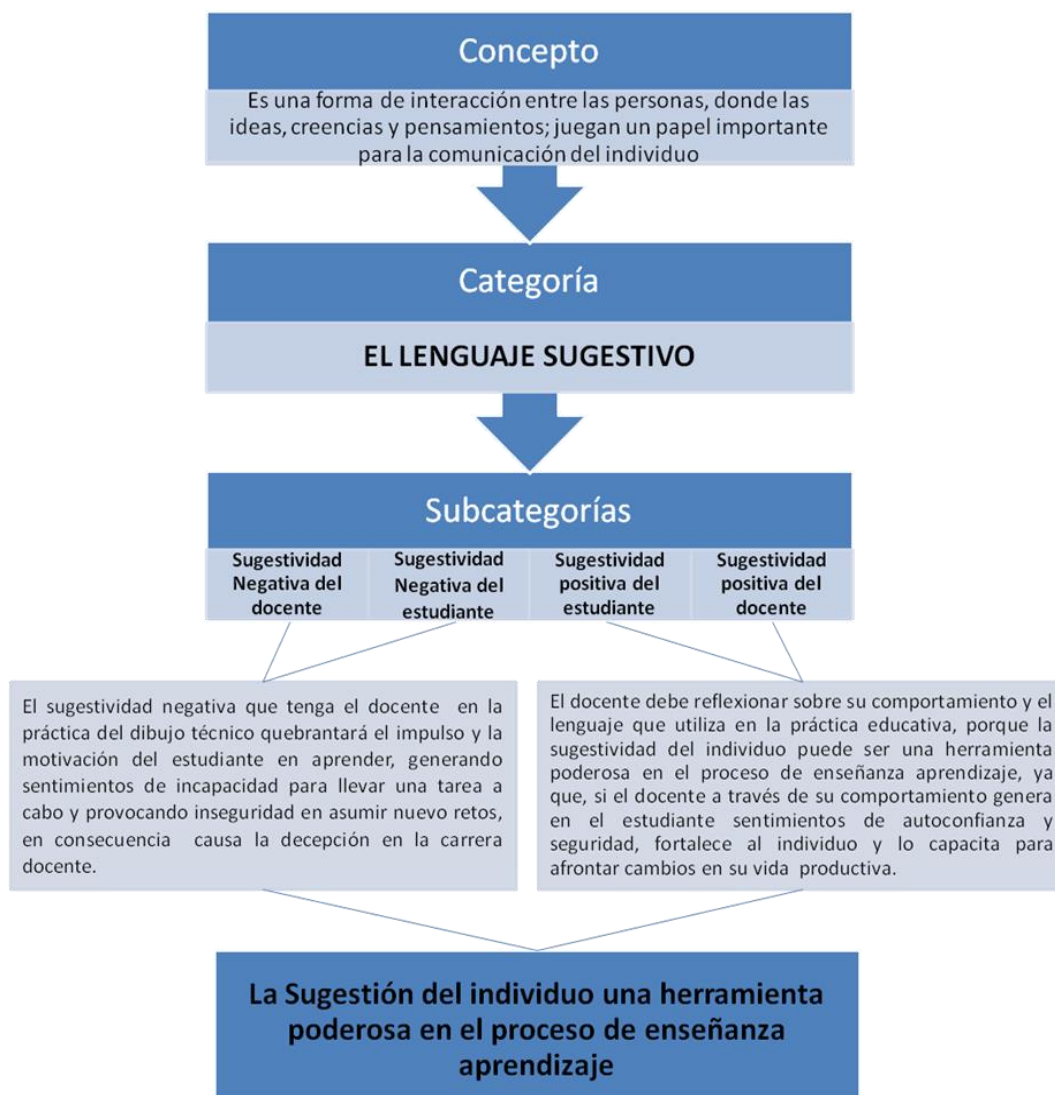 Concepto
Es una forma de interacción entre las personas, donde las
ideas, creencias y pensamientos; juegan un papel importante
para la comunicación del individuo
Categoría
EL LENGUAJE SUGESTIVO
Subcategorías
Sugestividad
Negativa del
docente
Sugestividad
Negativa del
estudiante
Sugestividad
positiva del
estudiante
Sugestividad
positiva del
docente
El sugestividad negativa que tenga el docente en la
práctica del dibujo técnico quebrantará el impulso y la
motivación del estudiante en aprender, generando
sentimientos de incapacidad para llevar una tarea a
cabo y provocando inseguridad en asumir nuevo retos,
en consecuencia causa la decepción en la carrera
docente.
El docente debe reflexionar sobre su comportamiento y el
lenguaje que utiliza en la práctica educativa, porque la
sugestividad del individuo puede ser una herramienta
poderosa en el proceso de enseñanza aprendizaje, ya
que, si el docente a través de su comportamiento genera
en el estudiante sentimientos de autoconfianza y
seguridad, fortalece al individuo y lo capacita para
afrontar cambios en su vida productiva.
La Sugestión del individuo una herramienta
poderosa en el proceso de enseñanza
aprendizaje